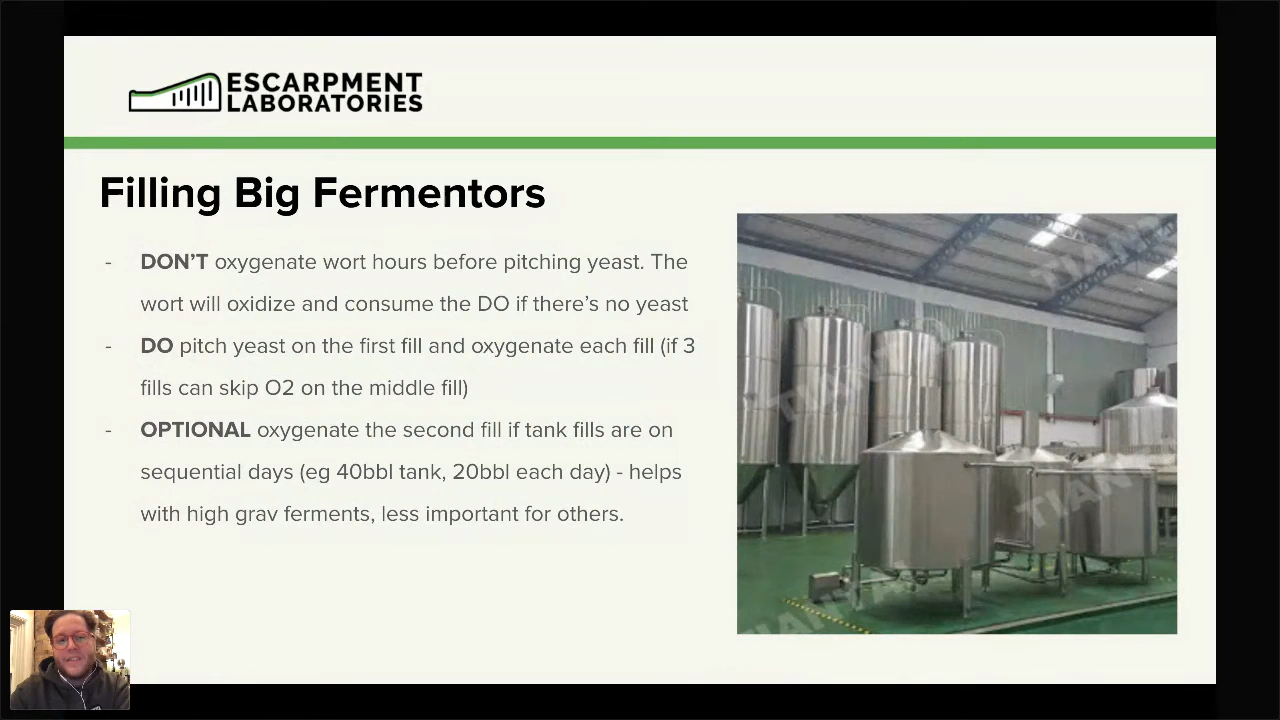 ESCARPMENT
LABORATORIES
Filling Big Fermentors
- DON'T oxygenate wort hours before pitching yeast. The
wort will oxidize and consume the DO if there's no yeast
- DO pitch yeast on the first fill and oxygenate each fill (if 3
fills can skip O2 on the middle fill)
- OPTIONAL oxygenate the second fill if tank fills are on
sequential days (eg 40bbl tank, 20bbl each day) - helps
with high grav ferments, less important for others.